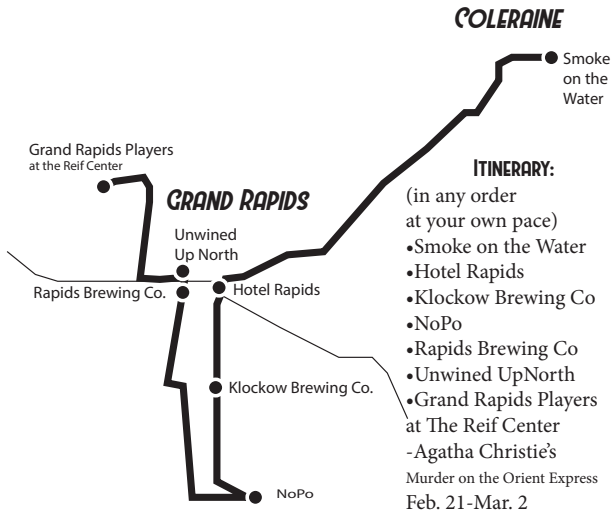 COLERAINE
Smoke
on the
Water
Grand Rapids Players
at the Reif Center
GRAND RAPIDS
Unwined
Up North
Rapids Brewing Co.
Hotel Rapids
Klockow Brewing Co.
NoPo
ITINERARY:
(in any order
at your own pace)
•Smoke on the Water
•Hotel Rapids
•Klockow Brewing Co
•NoPo
•Rapids Brewing Co
•Unwined UpNorth
•Grand Rapids Players
at The Reif Center
-Agatha Christie's
Murder on the Orient Express
Feb. 21-Mar. 2